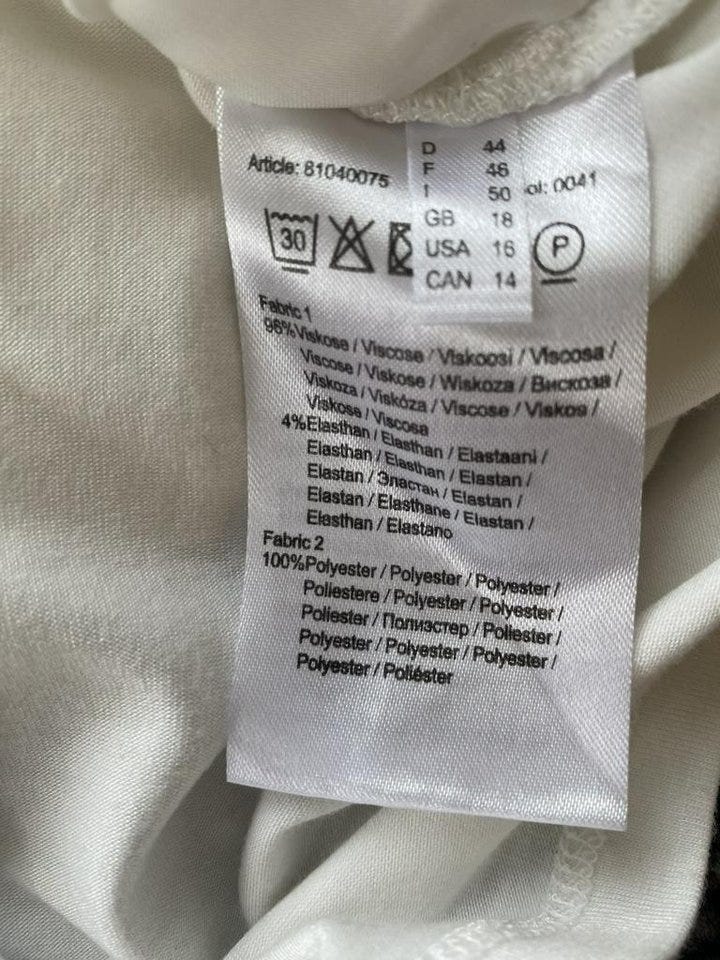 Article: 81040075
ol: 0041
D 44
F 46
I 50
GB 18
USA 16
CAN 14
30
P
Fabric 1
96%Viskose / Viscose / Viskoosi / Viscosa /
Viscose / Viskose / Wiskoza / Вискоза /
Viskoza / Viskóza / Viscose / Viskos /
Viskose / Viscosa
4%Elasthan / Elasthan / Elastaani /
Elasthan / Elasthan / Elastan /
Elastan / Эластан / Elastan /
Elastan / Elasthane / Elastan /
Elasthan / Elastano
Fabric 2
100%Polyester / Polyester / Polyester /
Poliestere / Polyester / Polyester /
Poliester / Полиэстер / Poliester /
Polyester / Polyester / Polyester /
Polyester / Poliéster